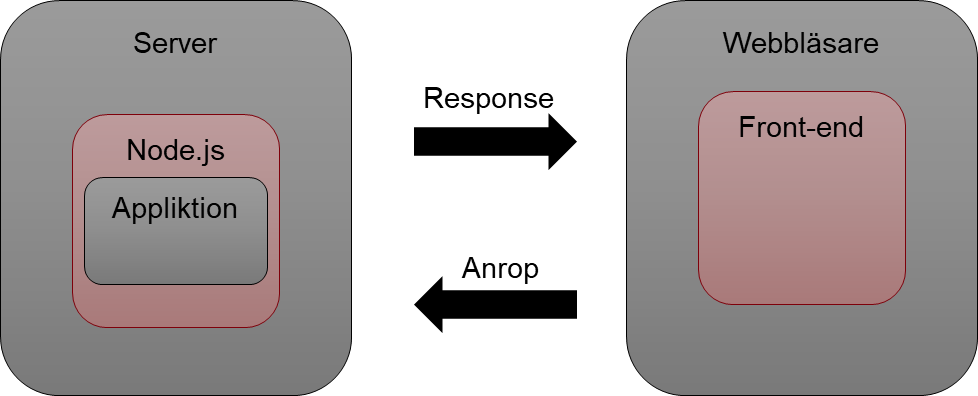 Server
Node.js
Appliktion
Response
Anrop
Webbläsare
Front-end